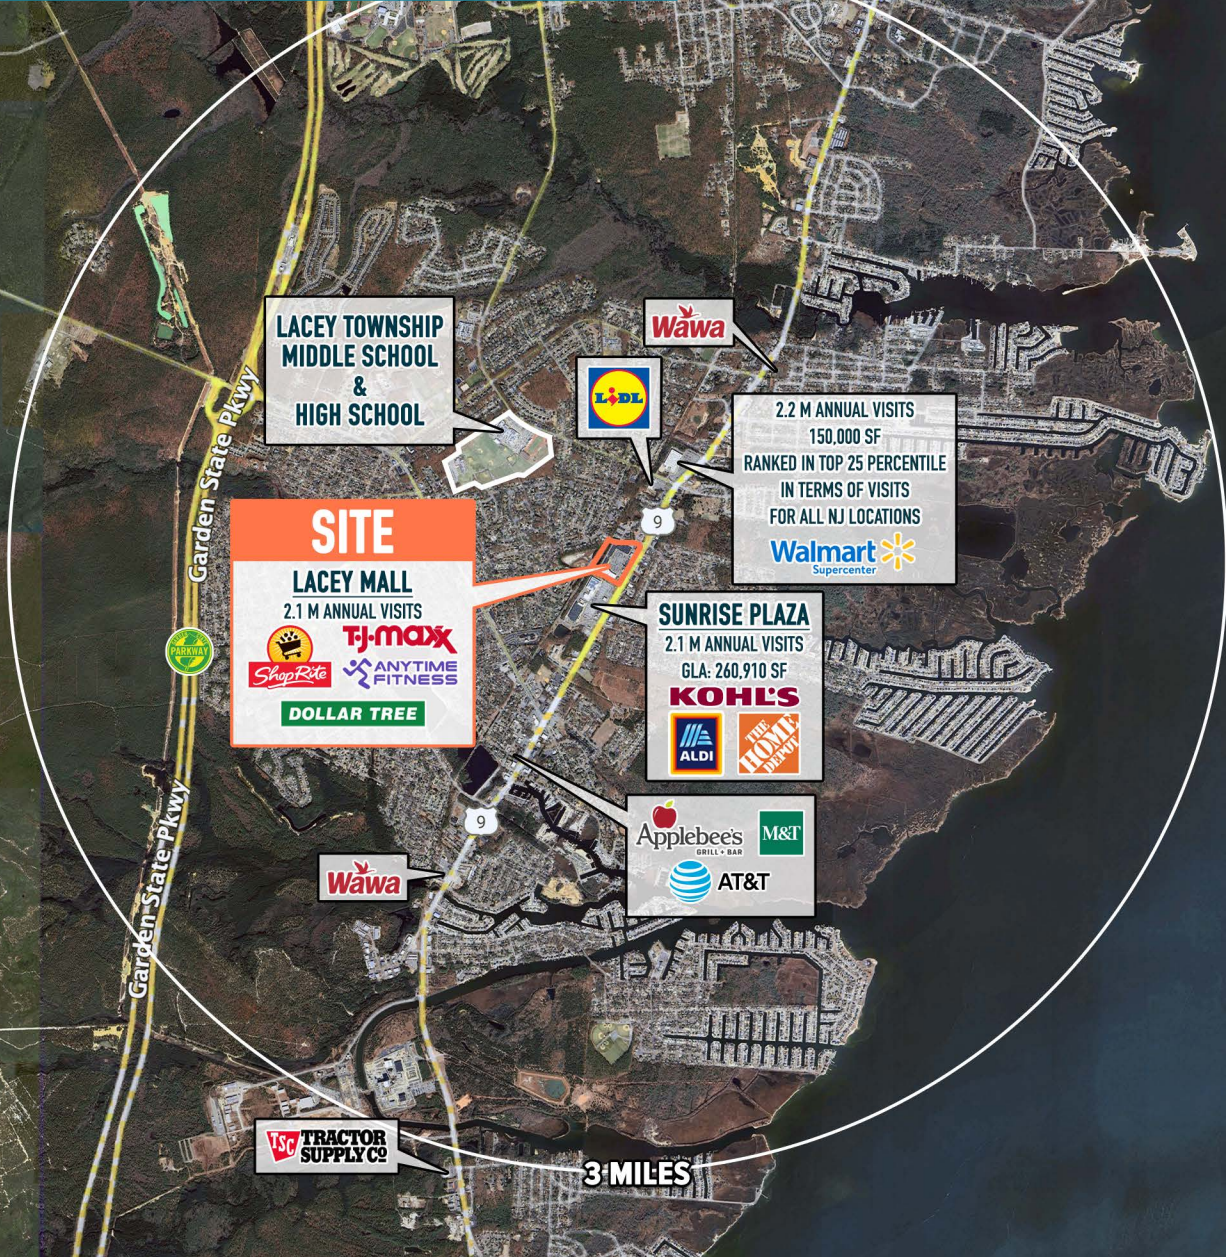 LACEY TOWNSHIP
MIDDLE SCHOOL
&
HIGH SCHOOL
Wawa
LIDL
2.2 M ANNUAL VISITS
150,000 SF
RANKED IN TOP 25 PERCENTILE
IN TERMS OF VISITS
FOR ALL NJ LOCATIONS
Walmart
Supercenter
Garden State Pkwy
9
SITE
LACEY MALL
2.1 M ANNUAL VISITS
ShopRite
T·J·maxx
ANYTIME
FITNESS
DOLLAR TREE
PARKWAY
SUNRISE PLAZA
2.1 M ANNUAL VISITS
GLA: 260,910 SF
KOHL'S
ALDI
THE
HOME
DEPOT
Applebee's
GRILL + BAR
M&T
AT&T
9
Wawa
Garden State Pkwy
TSC
TRACTOR
SUPPLY CO
3 MILES